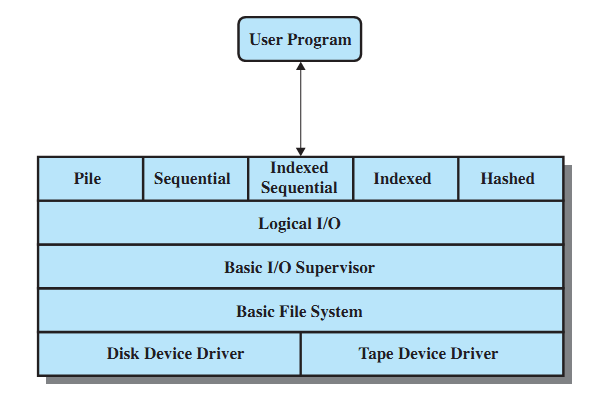 User Program
Pile
Sequential
Indexed
Sequential
Indexed
Hashed
Logical I/O
Basic I/O Supervisor
Basic File System
Disk Device Driver
Tape Device Driver